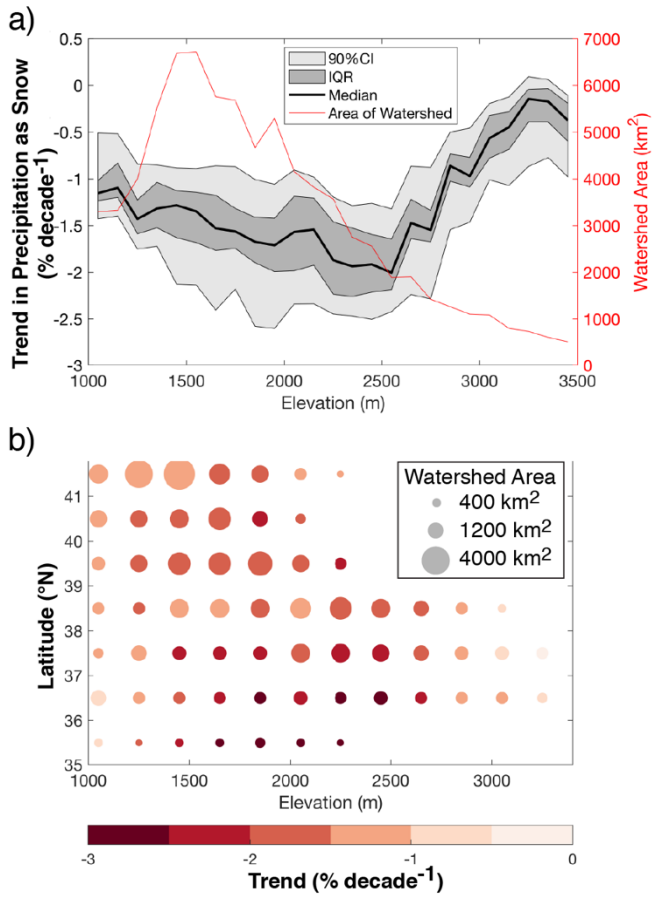 a)
Trend in Precipitation as Snow
(% decade⁻¹)
0.5
0
-0.5
-1
-1.5
-2
-2.5
-3
90%CI
IQR
Median
Area of Watershed
7000
6000
5000
4000
3000
2000
1000
0
Watershed Area (km²)
1000 1500 2000 2500 3000 3500
Elevation (m)
b)
Latitude (°N)
41
40
39
38
37
36
35
Watershed Area
400 km²
1200 km²
4000 km²
1000 1500 2000 2500 3000
Elevation (m)
-3 -2 -1 0
Trend (% decade⁻¹)